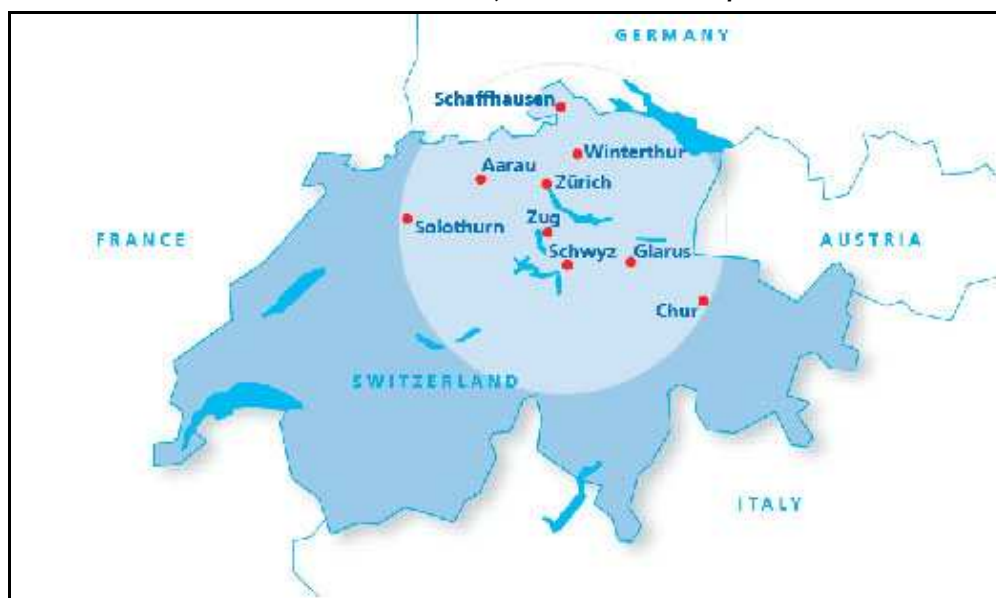 GERMANY
Schaffhausen
Winterthur
Aarau
Zürich
Solothurn
Zug
FRANCE
AUSTRIA
Schwyz
Glarus
Chur
SWITZERLAND
ITALY